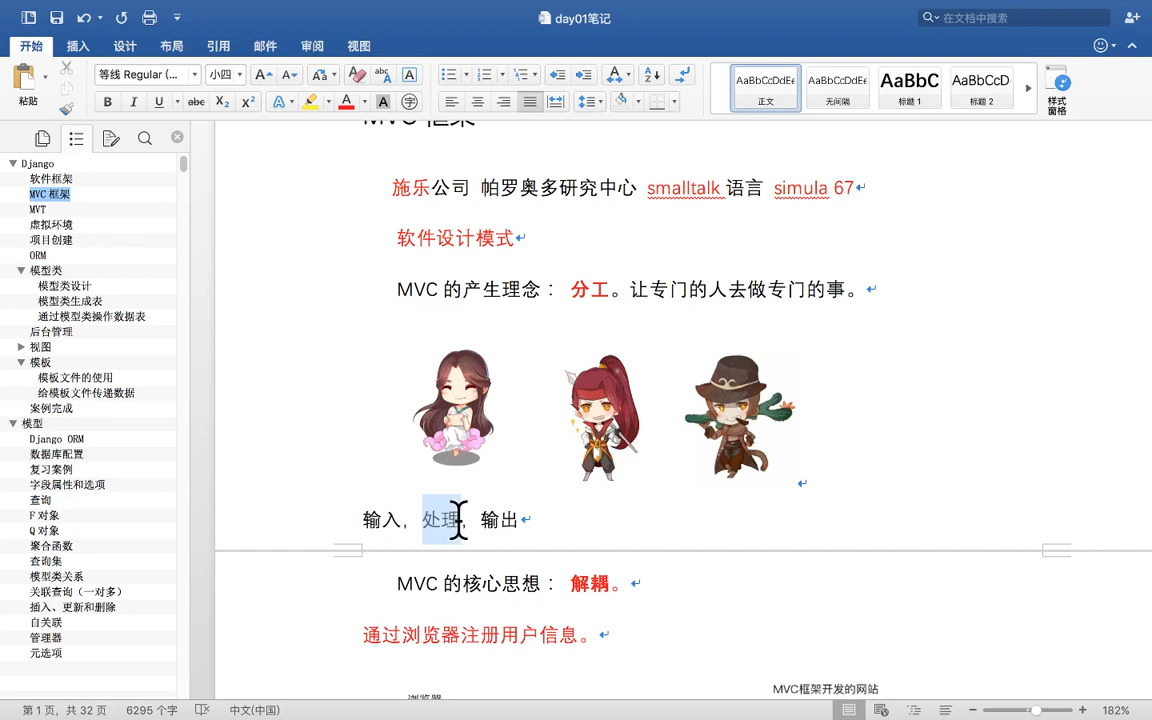 day01笔记
在文档中搜索
开始 插入 设计 布局 引用 邮件 审阅 视图
粘贴
等线 Regular (... 小四
AaBbCcDdEe AaBbCcDdEe AaBbC AaBbCcD
正文 无间隔 标题 1 标题 2
样式
窗格
Django
软件框架
MVC 框架
MVT
虚拟环境
项目创建
ORM
模型类
模型类设计
模型类生成表
通过模型类操作数据表
后台管理
视图
模板
模板文件的使用
给模板文件传递数据
案例完成
模型
Django ORM
数据库配置
复习案例
字段属性和选项
查询
F 对象
Q 对象
聚合函数
查询集
模型类关系
关联查询（一对多）
插入、更新和删除
自关联
管理器
元选项
MVC 框架
施乐公司 帕罗奥多研究中心 smalltalk 语言 simula 67
软件设计模式
MVC 的产生理念： 分工。让专门的人去做专门的事。
输入，处理，输出
MVC 的核心思想： 解耦。
通过浏览器注册用户信息。
浏览器
MVC框架开发的网站
第 1 页，共 32 页 6295 个字 中文(中国) 182%